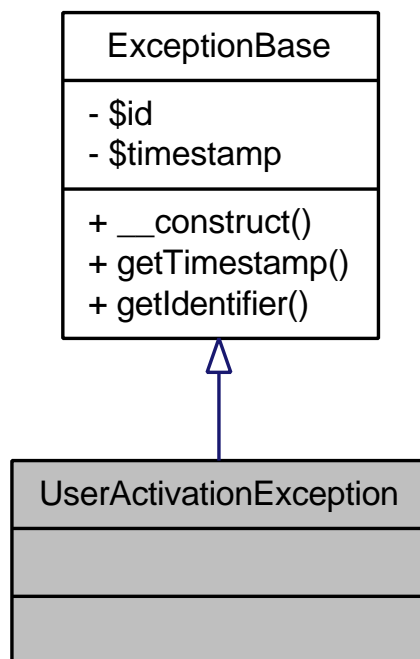 ExceptionBase
- $id
- $timestamp
+ __construct()
+ getTimestamp()
+ getIdentifier()
UserActivationException